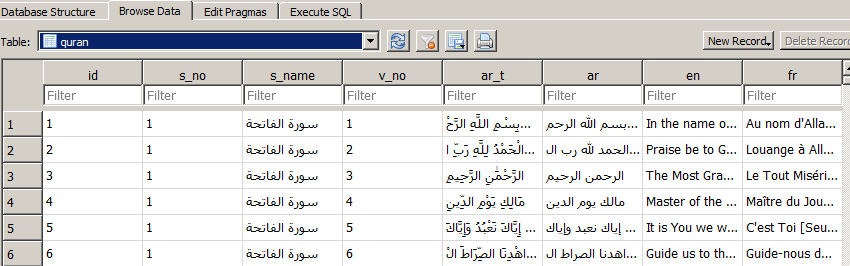 Database Structure Browse Data Edit Pragmas Execute SQL
Table: quran New Record Delete Record
id s_no s_name v_no ar_t ar en fr
Filter Filter Filter Filter Filter Filter Filter Filter
1 1 1 سورة الفاتحة 1 بِسْمِ اللَّهِ الرَّحْ... بسم الله الرحم... In the name o... Au nom d'Alla...
2 2 1 سورة الفاتحة 2 الْحَمْدُ لِلَّهِ رَبِّ ا... الحمد لله رب ال... Praise be to G... Louange à All...
3 3 1 سورة الفاتحة 3 الرَّحْمَٰنِ الرَّحِيمِ الرحمن الرحيم The Most Gra... Le Tout Miséri...
4 4 1 سورة الفاتحة 4 مَالِكِ يَوْمِ الدِّينِ مالك يوم الدين Master of the ... Maître du Jou...
5 5 1 سورة الفاتحة 5 إِيَّاكَ نَعْبُدُ وَإِيَّاكَ... إياك نعبد وإياك... It is You we w... C'est Toi [Seu...
6 6 1 سورة الفاتحة 6 اهْدِنَا الصِّرَاطَ الْ... اهدنا الصراط ال... Guide us to th... Guide-nous d...